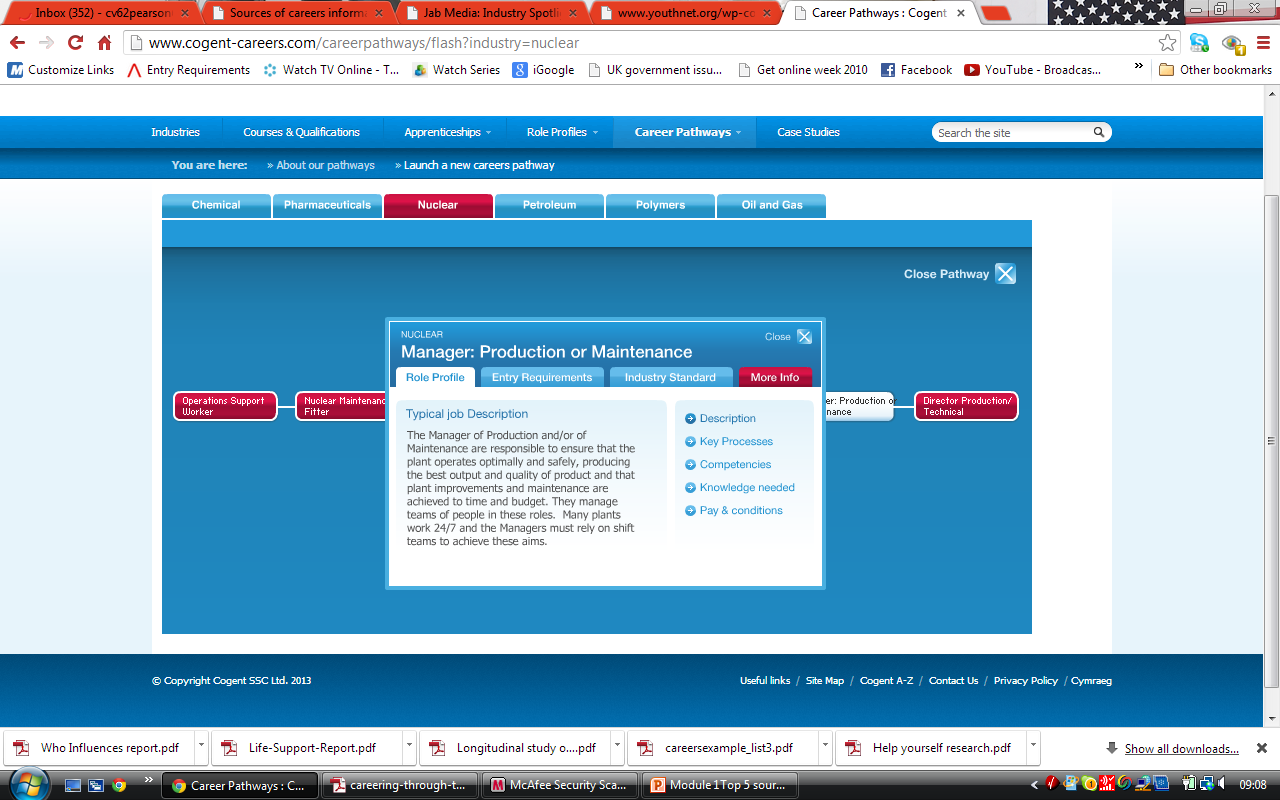 Inbox (352) - cv62pearson
Sources of careers informa
Jab Media: Industry Spotli
www.youthnet.org/wp-co
Career Pathways : Cogent
www.cogent-careers.com/careerpathways/flash?industry=nuclear
Customize Links
Entry Requirements
Watch TV Online - T...
Watch Series
iGoogle
UK government issu...
Get online week 2010
Facebook
YouTube - Broadcas...
»
Other bookmarks
Industries
Courses & Qualifications
Apprenticeships
Role Profiles
Career Pathways
Case Studies
Search the site
You are here:
» About our pathways
» Launch a new careers pathway
Chemical
Pharmaceuticals
Nuclear
Petroleum
Polymers
Oil and Gas
Close Pathway
NUCLEAR
Close
Manager: Production or Maintenance
Role Profile
Entry Requirements
Industry Standard
More Info
Operations Support
Worker
Nuclear Maintenance
Fitter
er: Production or
nance
Director Production/
Technical
Typical job Description
The Manager of Production and/or of
Maintenance are responsible to ensure that the
plant operates optimally and safely, producing
the best output and quality of product and that
plant improvements and maintenance are
achieved to time and budget. They manage
teams of people in these roles. Many plants
work 24/7 and the Managers must rely on shift
teams to achieve these aims.
Description
Key Processes
Competencies
Knowledge needed
Pay & conditions
© Copyright Cogent SSC Ltd. 2013
Useful links / Site Map / Cogent A-Z / Contact Us / Privacy Policy / Cymraeg
Who Influences report.pdf
Life-Support-Report.pdf
Longitudinal study o....pdf
careersexample_list3.pdf
Help yourself research.pdf
Show all downloads...
»
Career Pathways : C...
careering-through-t...
McAfee Security Sca...
Module 1Top 5 sour...
09:08